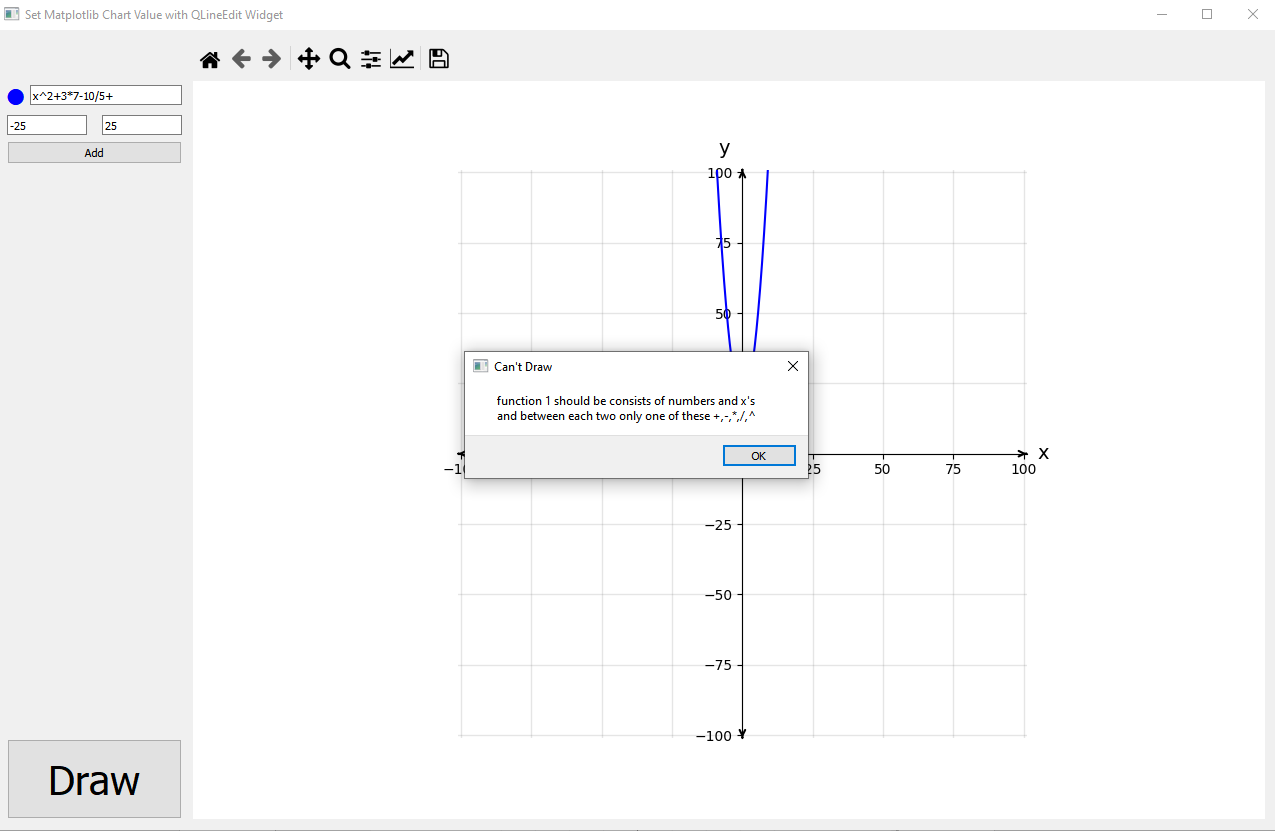 Set Matplotlib Chart Value with QLineEdit Widget
x^2+3*7-10/5+
-25 25
Add
y
100
75
50
Can't Draw
function 1 should be consists of numbers and x's
and between each two only one of these +,-,*,/,^
OK
x
50 75 100
−25
−50
−75
−100
Draw